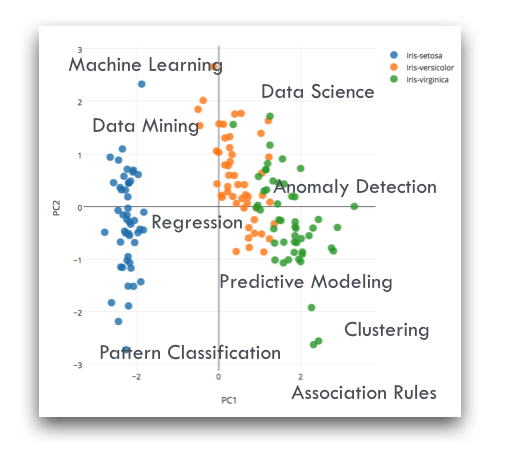 Iris-setosa
Iris-versicolor
Iris-virginica
3
Machine Learning
Data Science
2
Data Mining
1
Anomaly Detection
PC2
0
Regression
−1
Predictive Modeling
−2
Clustering
Pattern Classification
−3
−2
0
2
Association Rules
PC1